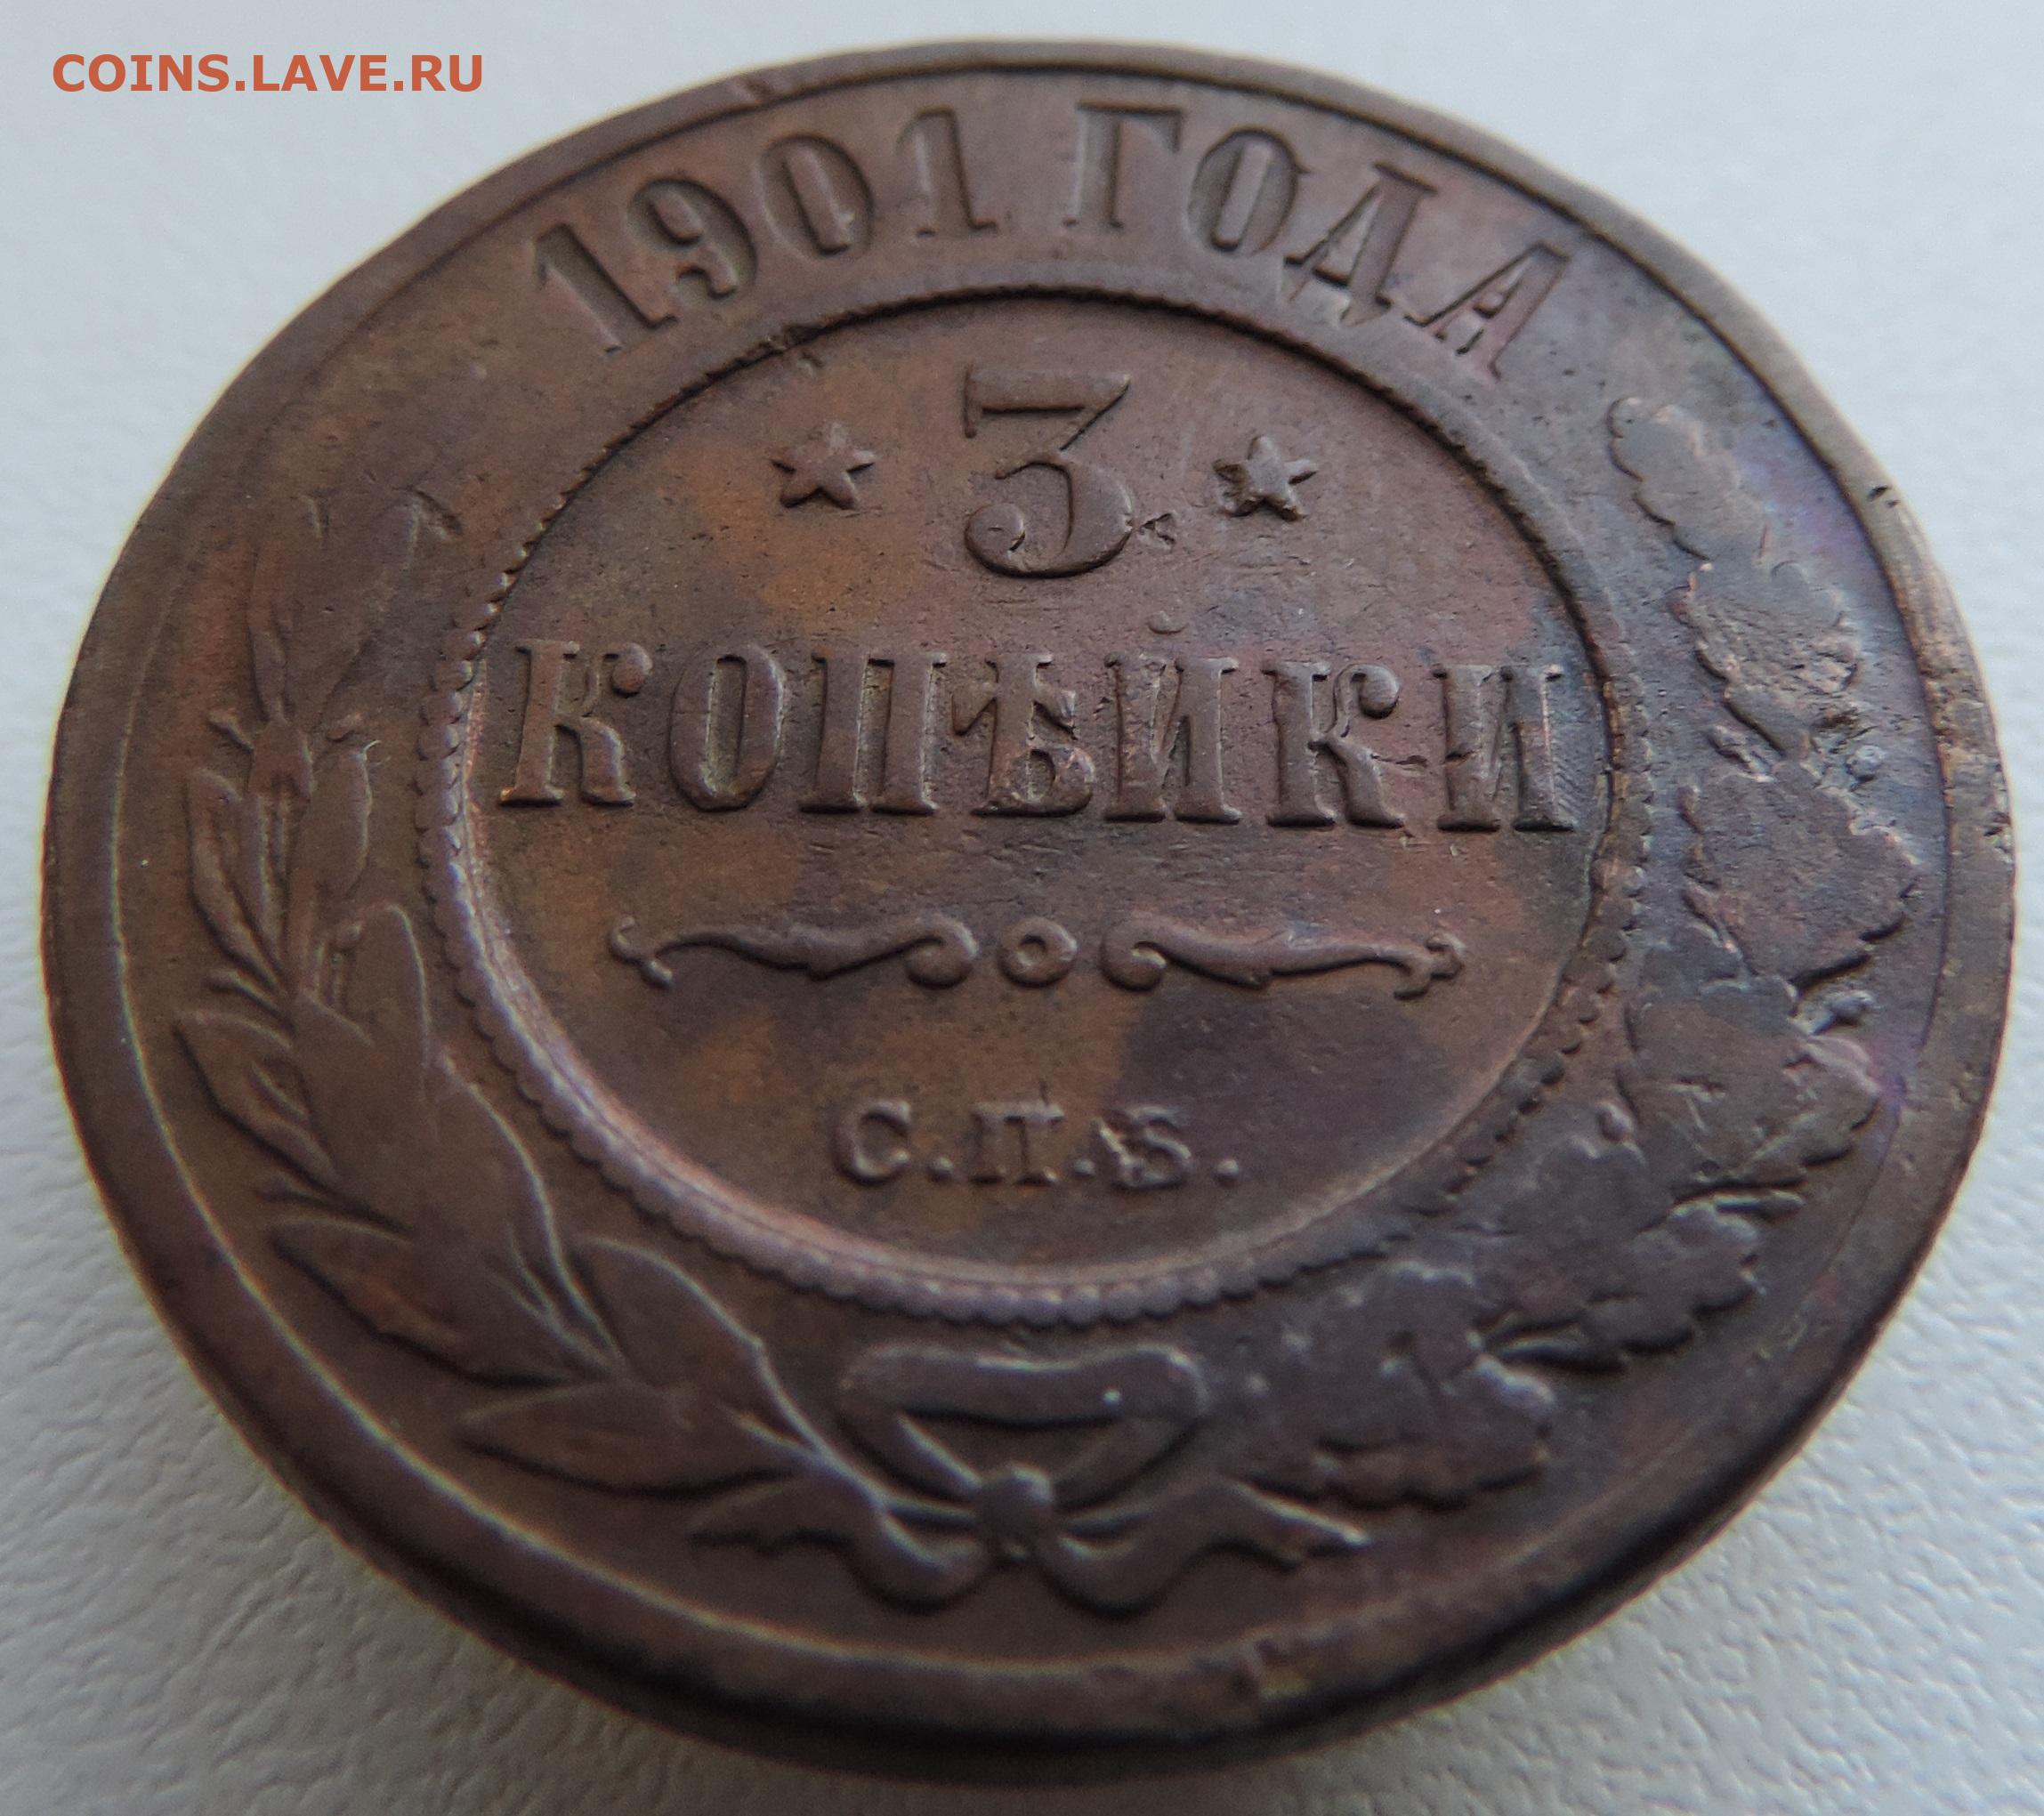 COINS.LAVE.RU
1901 ГОДА
* 3 *
КОПѢЙКИ
С.П.Б.